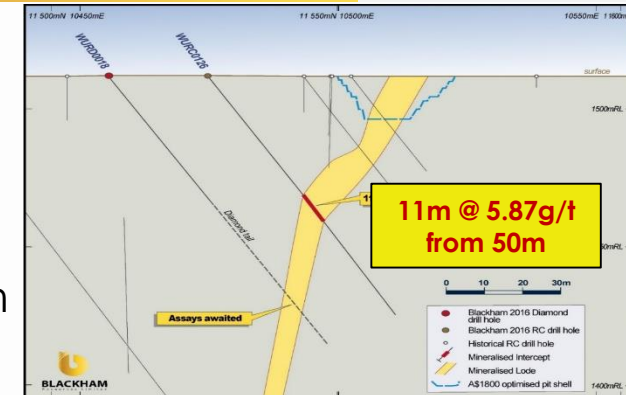 11 500mN 10450mE
11 550mN 10500mE
10550mE
WURD0018
WURC0126
surface
1500mRL
11m @ 5.87g/t
from 50m
Diamond tail
Assays awaited
0 10 20 30m
Blackham 2016 Diamond
drill hole
Blackham 2016 RC drill hole
Historical RC drill hole
Mineralised Intercept
Mineralised Lode
A$1800 optimised pit shell
1400mRL
BLACKHAM